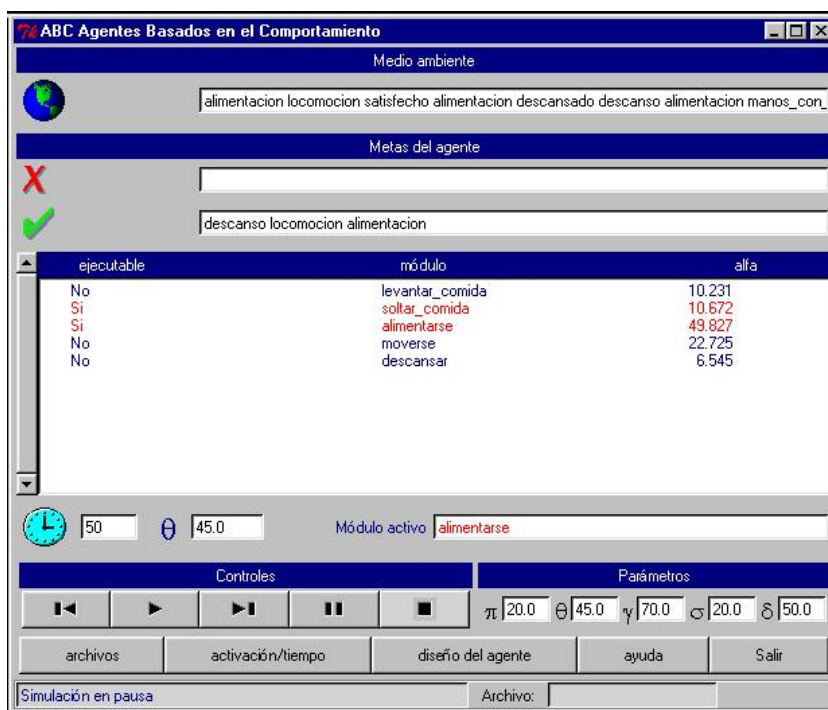 ABC Agentes Basados en el Comportamiento
Medio ambiente
alimentacion locomocion satisfecho alimentacion descansado descanso alimentacion manos_con_
Metas del agente
descanso locomocion alimentacion
ejecutable módulo alfa
No levantar_comida 10.231
Si soltar_comida 10.672
Si alimentarse 49.827
No moverse 22.725
No descansar 6.545
50 θ 45.0 Módulo activo alimentarse
Controles Parámetros
π 20.0 θ 45.0 γ 70.0 σ 20.0 δ 50.0
archivos activación/tiempo diseño del agente ayuda Salir
Simulación en pausa Archivo: